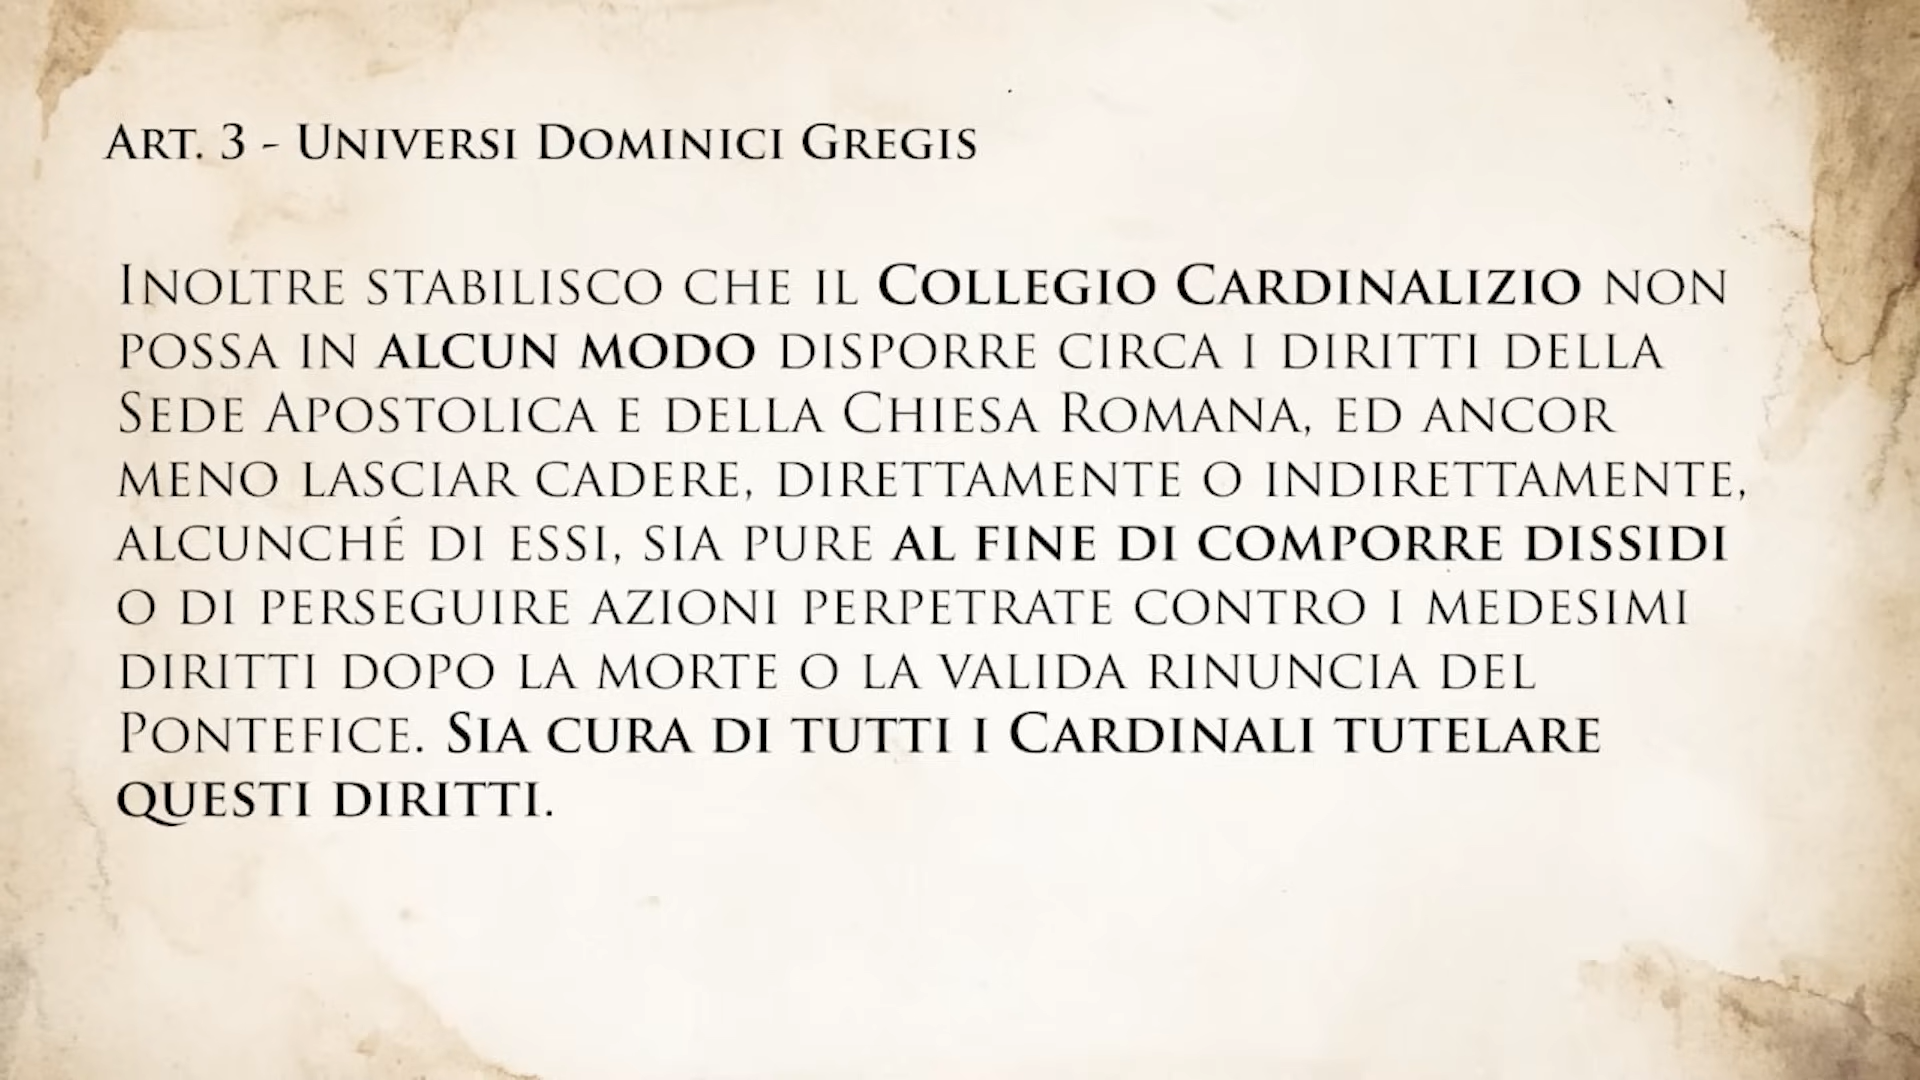 Art. 3 - Universi Dominici Gregis
Inoltre stabilisco che il Collegio Cardinalizio non
possa in alcun modo disporre circa i diritti della
Sede Apostolica e della Chiesa Romana, ed ancor
meno lasciar cadere, direttamente o indirettamente,
alcunché di essi, sia pure al fine di comporre dissidi
o di perseguire azioni perpetrate contro i medesimi
diritti dopo la morte o la valida rinuncia del
Pontefice. Sia cura di tutti i Cardinali tutelare
questi diritti.